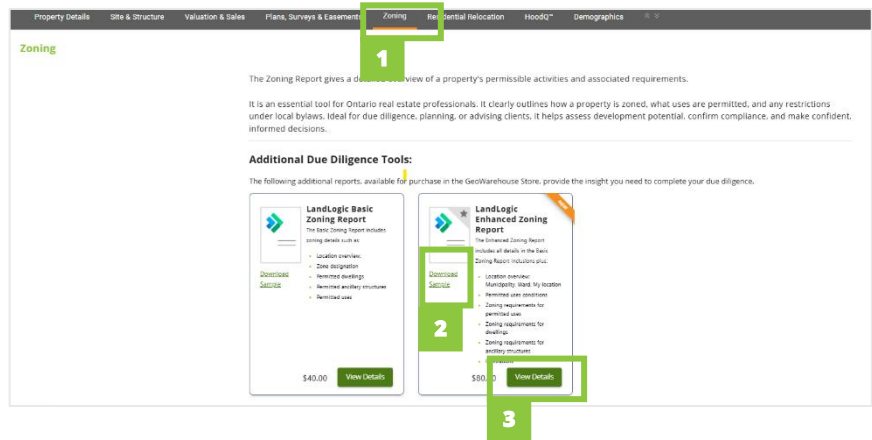 Property Details Site & Structure Valuation & Sales Plans, Surveys & Easements Zoning Residential Relocation HoodQ™ Demographics
1
Zoning
The Zoning Report gives a detailed overview of a property's permissible activities and associated requirements.
It is an essential tool for Ontario real estate professionals. It clearly outlines how a property is zoned, what uses are permitted, and any restrictions
under local bylaws. Ideal for due diligence, planning, or advising clients, it helps assess development potential, confirm compliance, and make confident,
informed decisions.
Additional Due Diligence Tools:
The following additional reports, available for purchase in the GeoWarehouse Store, provide the insight you need to complete your due diligence.
LandLogic Basic
Zoning Report
The Basic Zoning Report includes
zoning details such as:
Location overview:
Zone designation
Permitted dwellings
Permitted ancillary structures
Permitted uses
Download
Sample
$40.00 View Details
LandLogic
Enhanced Zoning
Report
The Enhanced Zoning Report
includes all details in the Basic
Zoning Report inclusions plus:
Location overview:
Municipality, Ward, My location
Permitted uses conditions
Zoning requirements for
permitted uses
Zoning requirements for
dwellings
Zoning requirements for
ancillary structures
Download
Sample
2
$80.00 View Details
3